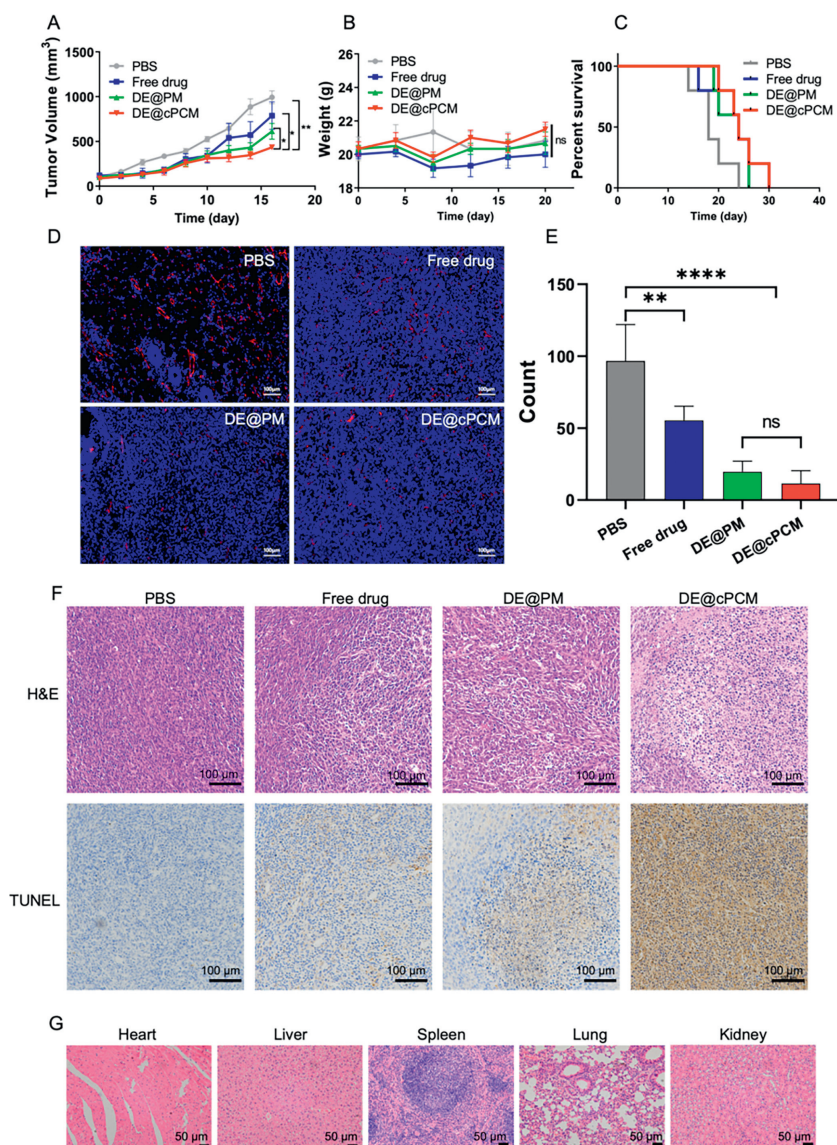 A
B
C
Tumor Volume (mm³)
1500
1000
500
0
0
5
10
15
20
Time (day)
PBS
Free drug
DE@PM
DE@cPCM
*
*
**
Weight (g)
26
24
22
20
18
0
5
10
15
20
Time (day)
PBS
Free drug
DE@PM
DE@cPCM
ns
Percent survival
100
50
0
0
10
20
30
40
Time (day)
PBS
Free drug
DE@PM
DE@cPCM
D
PBS
100μm
Free drug
100μm
DE@PM
100μm
DE@cPCM
100μm
E
Count
150
100
50
0
****
**
ns
PBS
Free drug
DE@PM
DE@cPCM
F
PBS
Free drug
DE@PM
DE@cPCM
H&E
100 μm
100 μm
100 μm
100 μm
TUNEL
100 μm
100 μm
100 μm
100 μm
G
Heart
Liver
Spleen
Lung
Kidney
50 μm
50 μm
50 μm
50 μm
50 μm